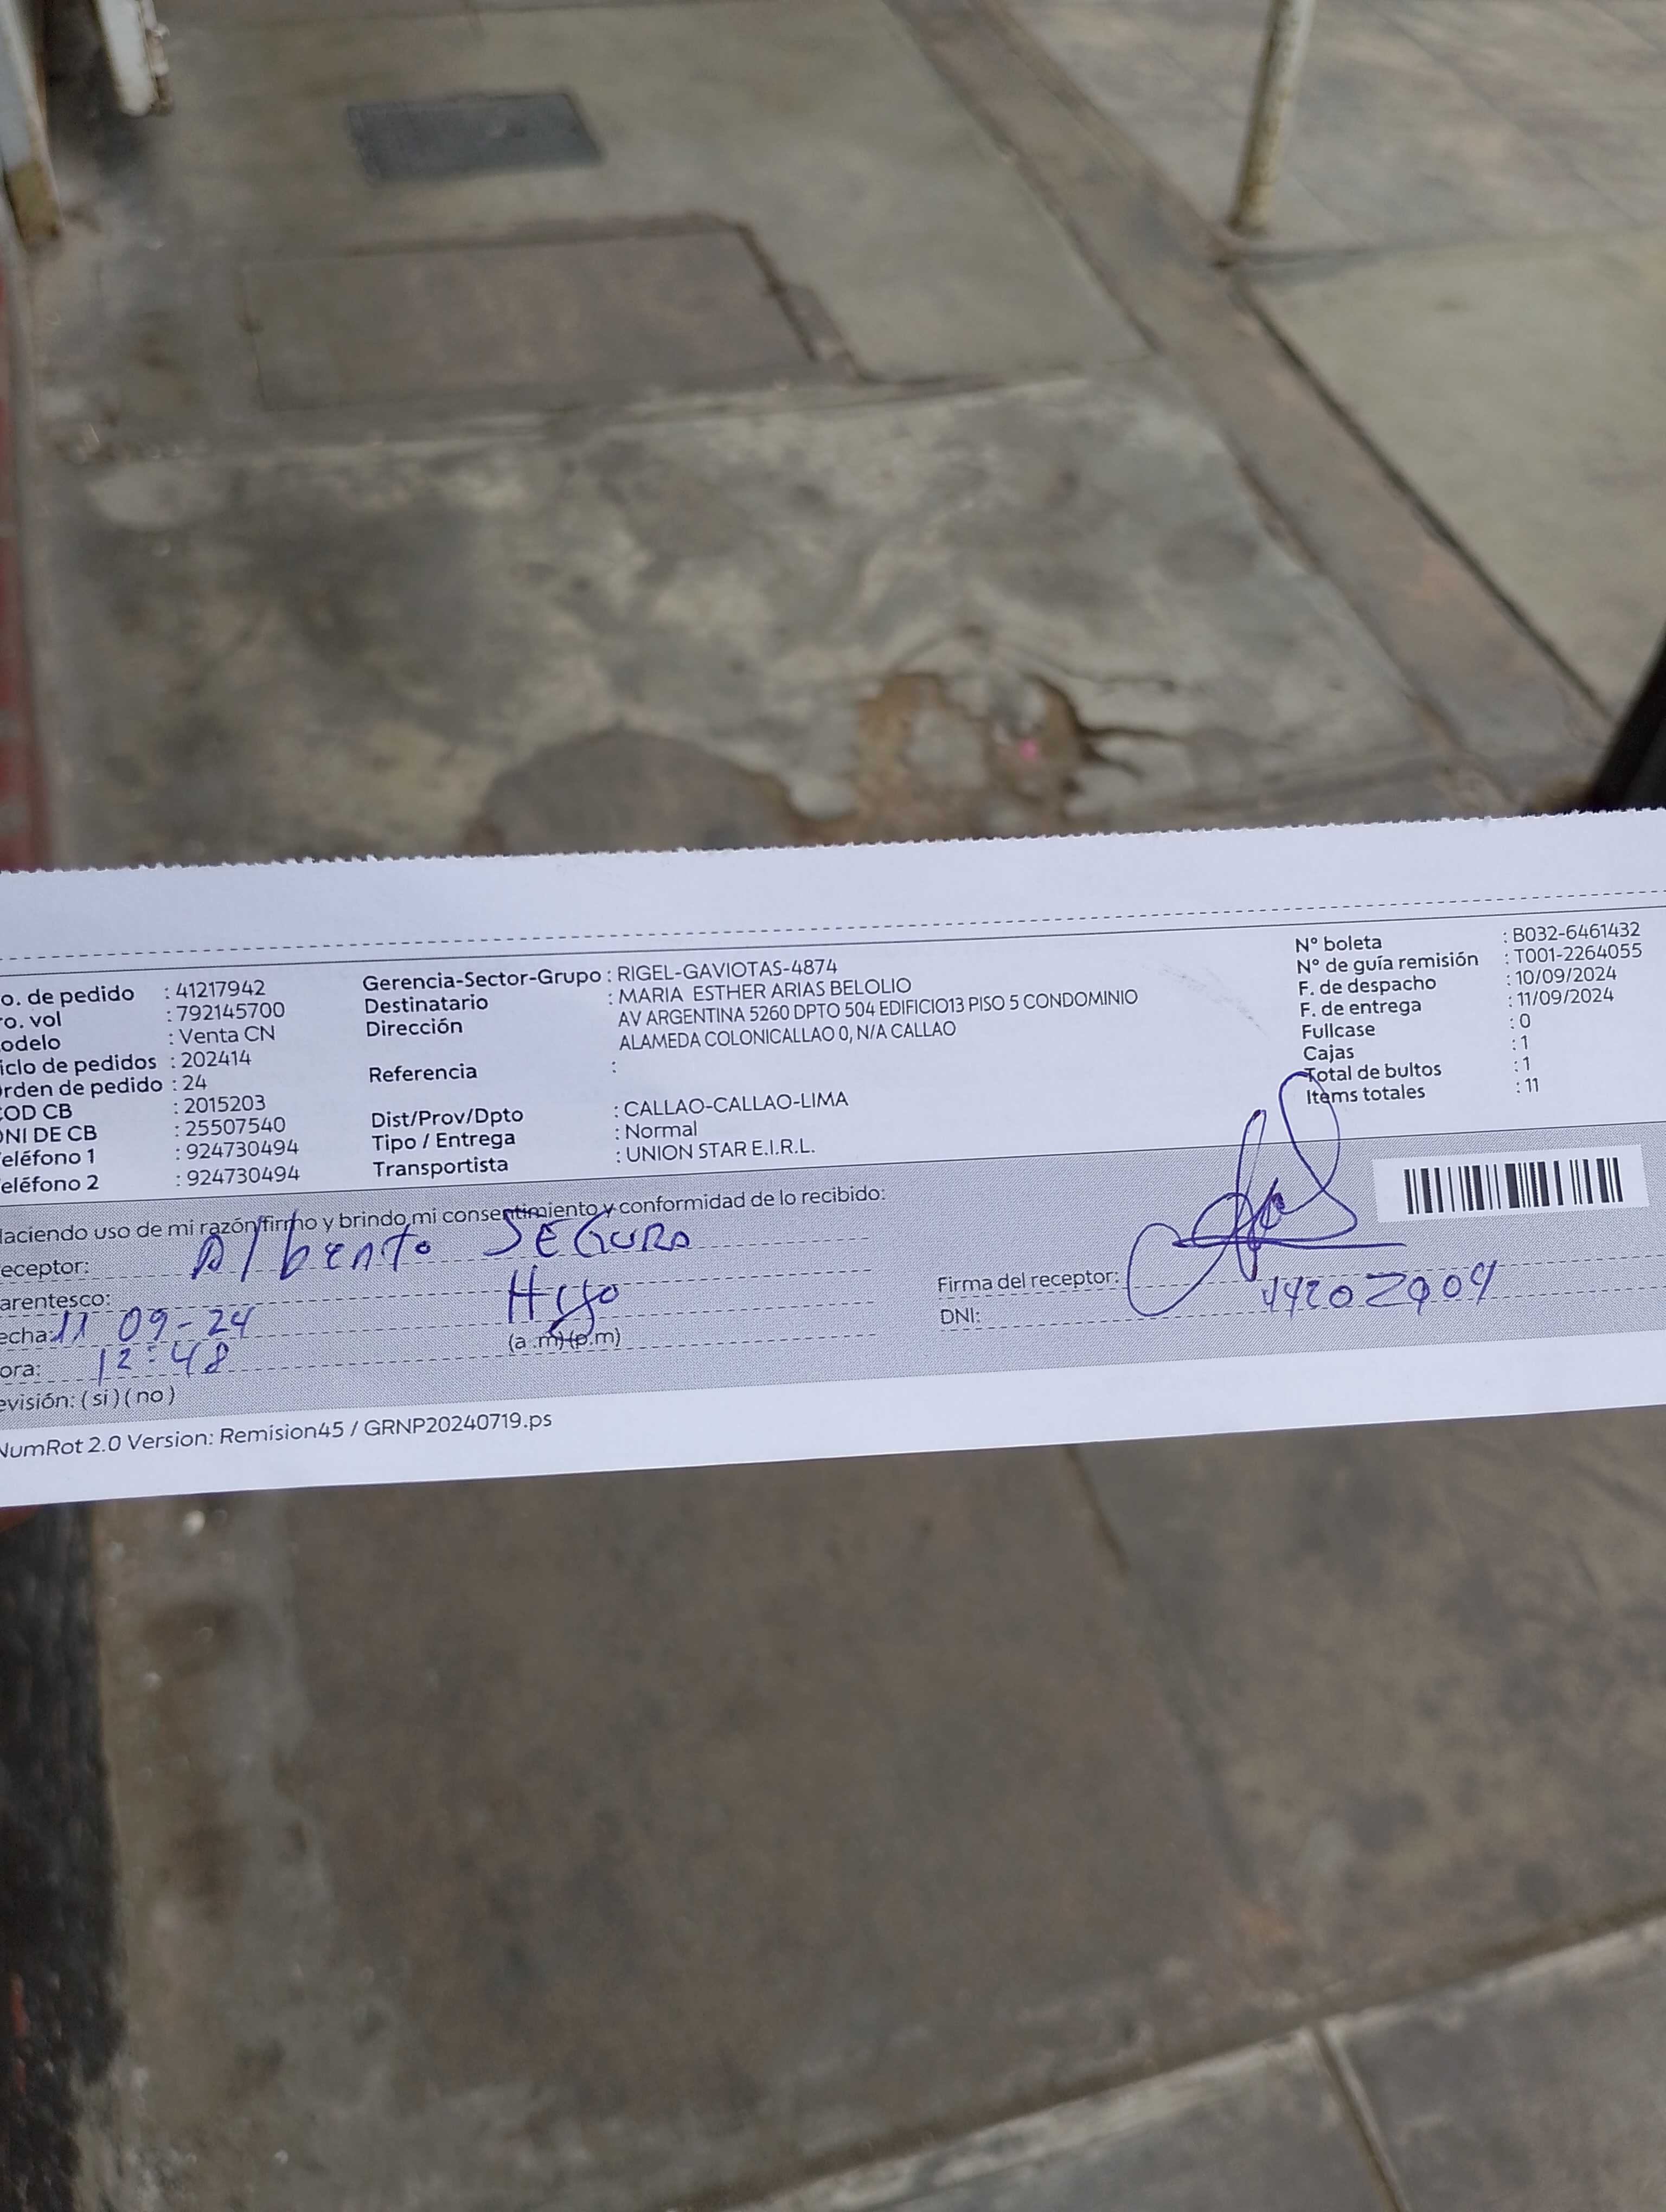 o. de pedido : 41217942
ro. vol : 792145700
odelo : Venta CN
iclo de pedidos : 202414
rden de pedido : 24
OD CB : 2015203
NI DE CB : 25507540
eléfono 1 : 924730494
eléfono 2 : 924730494
Gerencia-Sector-Grupo : RIGEL-GAVIOTAS-4874
Destinatario : MARIA ESTHER ARIAS BELOLIO
Dirección AV ARGENTINA 5260 DPTO 504 EDIFICIO13 PISO 5 CONDOMINIO
ALAMEDA COLONICALLAO 0, N/A CALLAO
Referencia :
Dist/Prov/Dpto : CALLAO-CALLAO-LIMA
Tipo / Entrega : Normal
Transportista : UNION STAR E.I.R.L.
N° boleta : B032-6461432
N° de guía remisión : T001-2264055
F. de despacho : 10/09/2024
F. de entrega : 11/09/2024
Fullcase : 0
Cajas : 1
Total de bultos : 1
Items totales : 11
aciendo uso de mi razón firmo y brindo mi consentimiento y conformidad de lo recibido:
eceptor: Alberto SEGURA
arentesco: Hijo
echa: 11 09-24
ora: 12:48 (a .m) (p.m)
evisión: ( si ) ( no )
Firma del receptor:
DNI:
NumRot 2.0 Version: Remision45 / GRNP20240719.ps